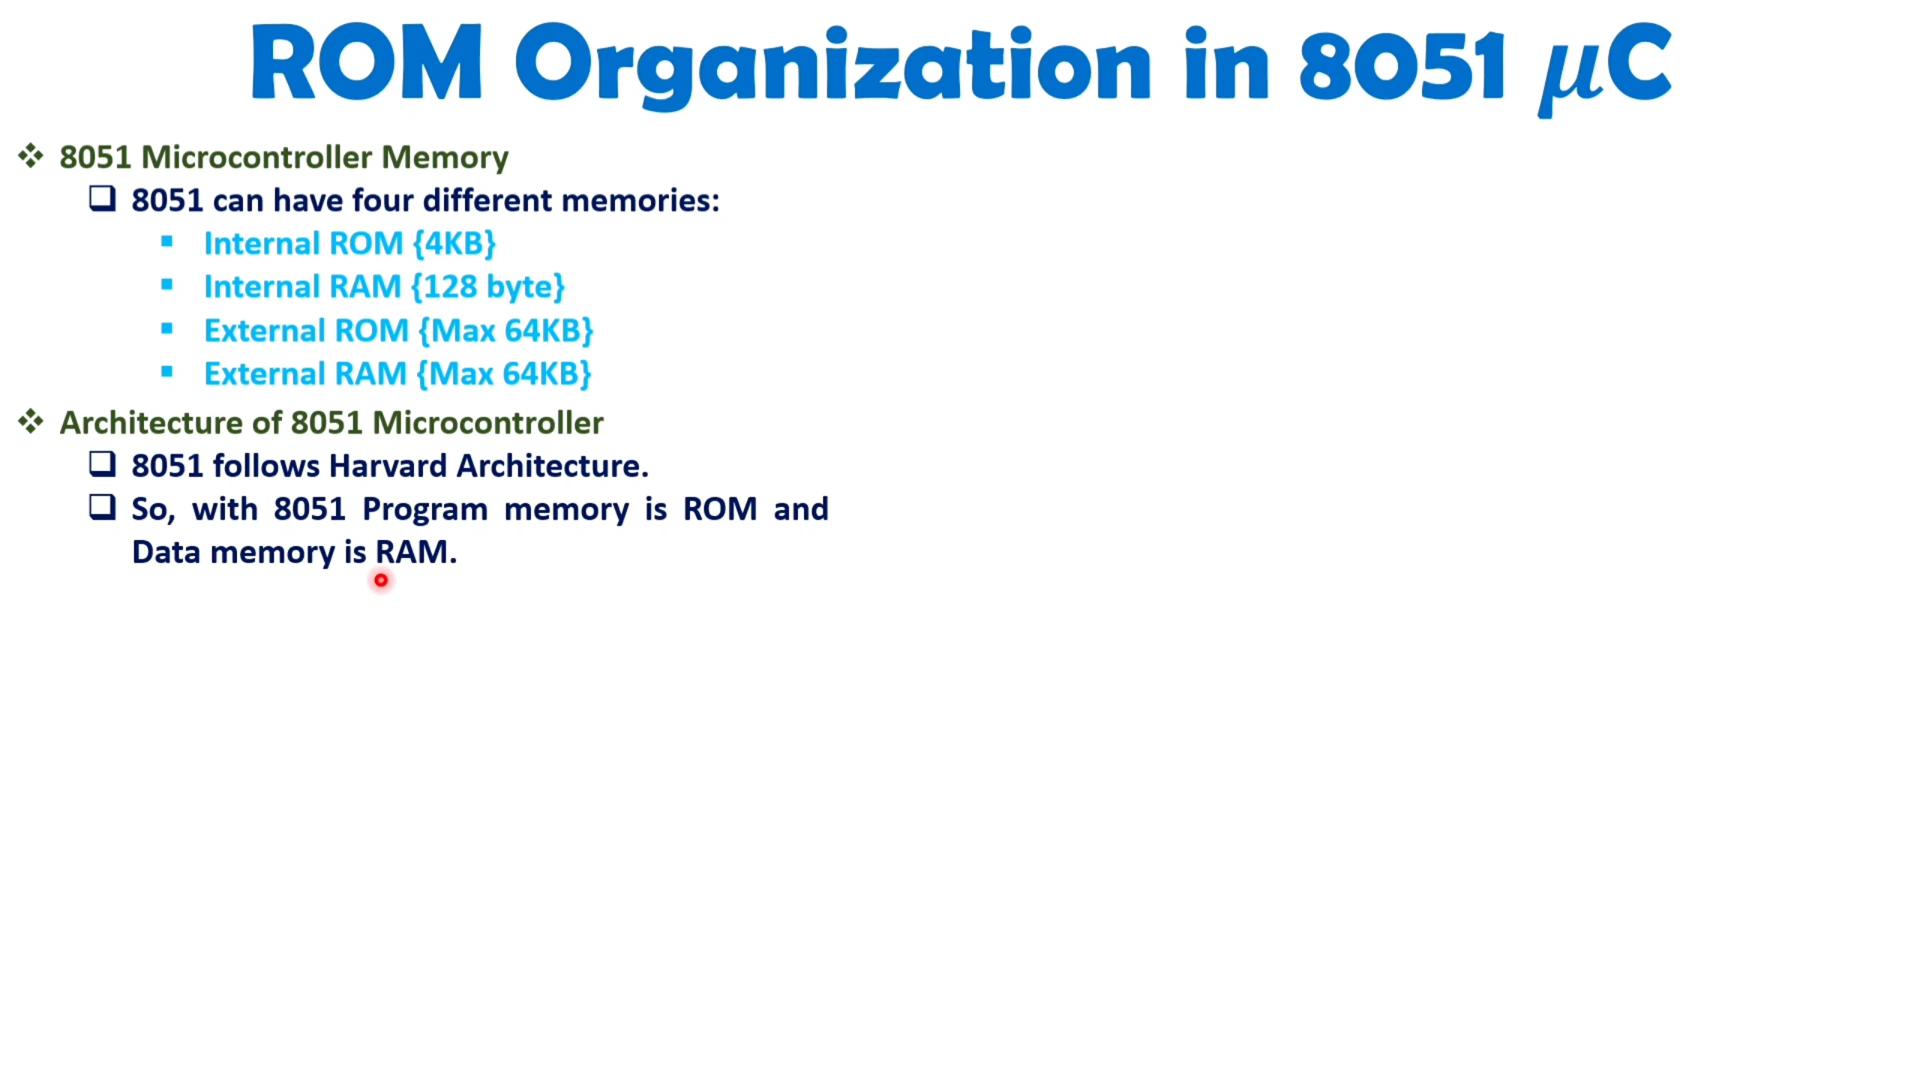 ROM Organization in 8051 μC
8051 Microcontroller Memory
8051 can have four different memories:
Internal ROM {4KB}
Internal RAM {128 byte}
External ROM {Max 64KB}
External RAM {Max 64KB}
Architecture of 8051 Microcontroller
8051 follows Harvard Architecture.
So, with 8051 Program memory is ROM and
Data memory is RAM.